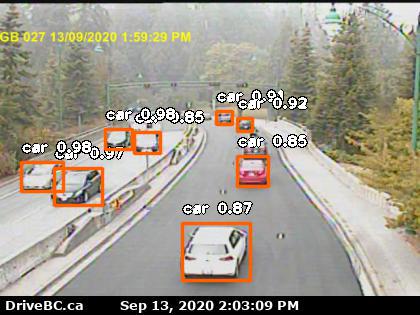 GB 027 13/09/2020 1:59:29 PM
car 0.91
car 0.92
car 0.98
car 0.85
car 0.85
car 0.98
car 0.97
car 0.87
DriveBC.ca Sep 13, 2020 2:03:09 PM